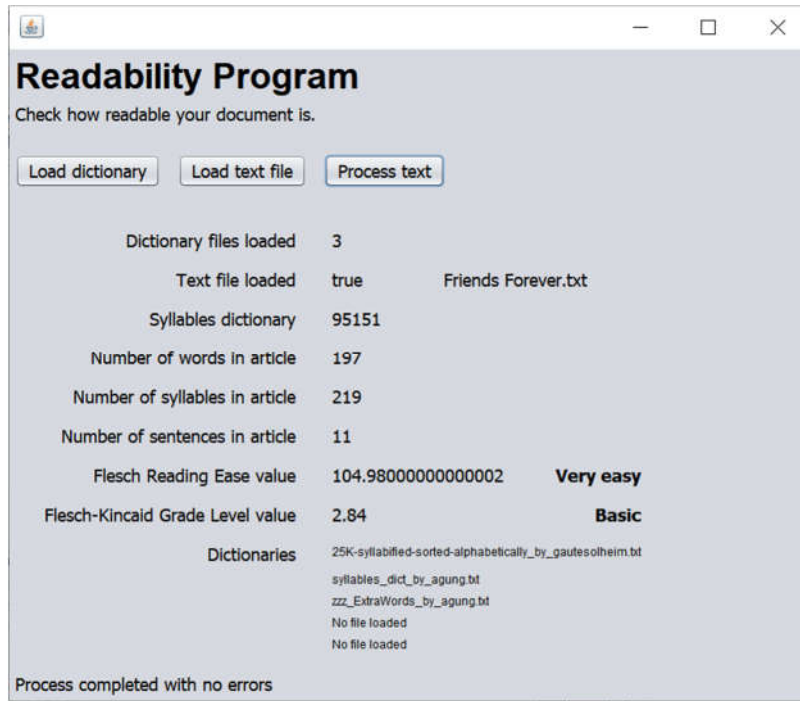 Readability Program
Check how readable your document is.
Load dictionary Load text file Process text
Dictionary files loaded 3
Text file loaded true Friends Forever.txt
Syllables dictionary 95151
Number of words in article 197
Number of syllables in article 219
Number of sentences in article 11
Flesch Reading Ease value 104.98000000000002 Very easy
Flesch-Kincaid Grade Level value 2.84 Basic
Dictionaries 25K-syllabified-sorted-alphabetically_by_gautesolheim.txt
syllables_dict_by_agung.txt
zzz_ExtraWords_by_agung.txt
No file loaded
No file loaded
Process completed with no errors